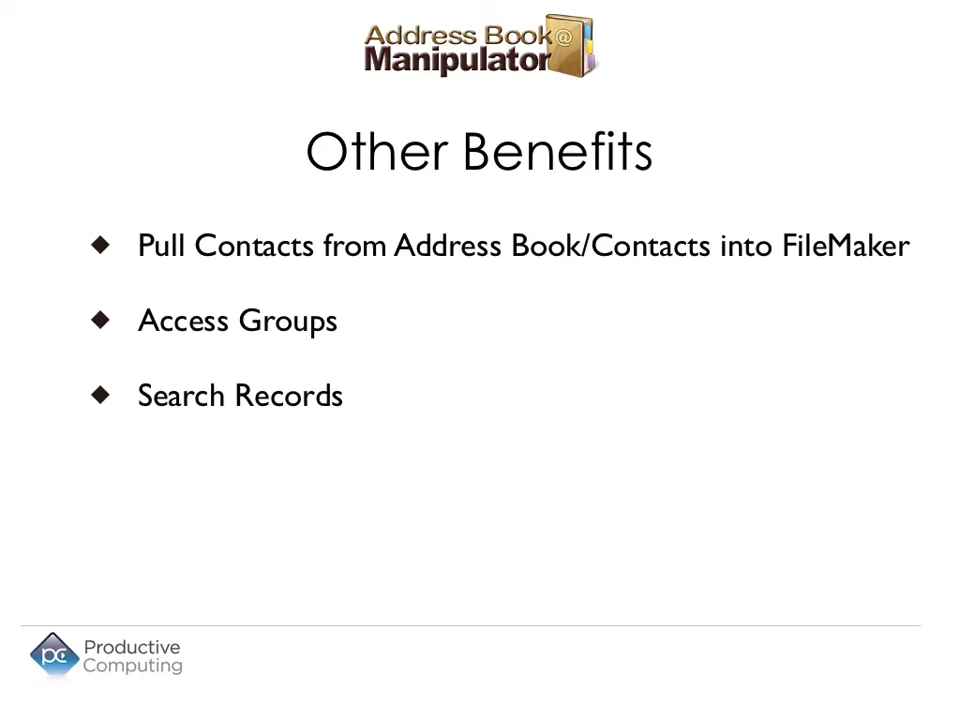 Address Book
Manipulator
Other Benefits
◆ Pull Contacts from Address Book/Contacts into FileMaker
◆ Access Groups
◆ Search Records
pc Productive
Computing